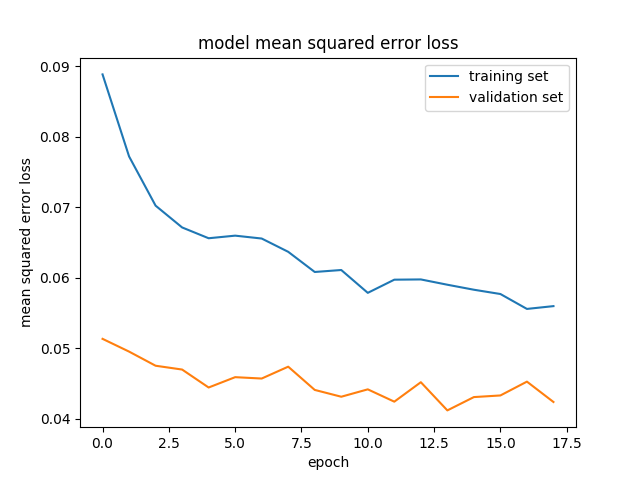 model mean squared error loss
training set
validation set
mean squared error loss
0.09
0.08
0.07
0.06
0.05
0.04
0.0 2.5 5.0 7.5 10.0 12.5 15.0 17.5
epoch